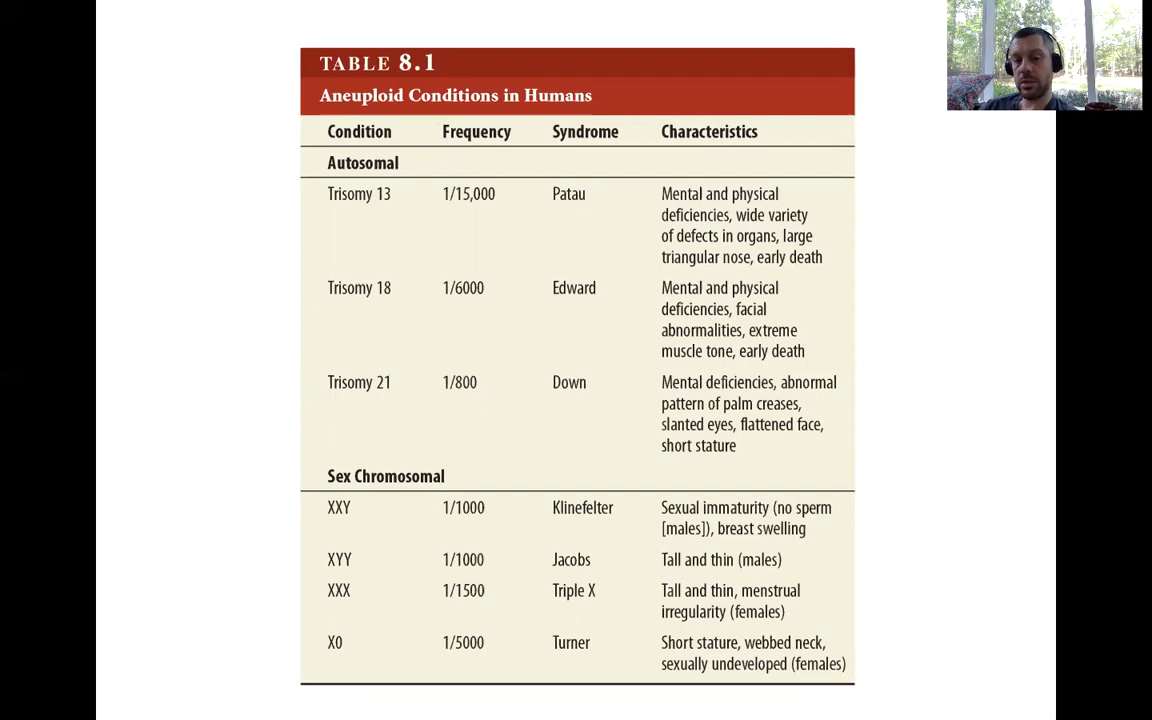 TABLE 8.1
Aneuploid Conditions in Humans
Condition Frequency Syndrome Characteristics
Autosomal
Trisomy 13 1/15,000 Patau Mental and physical
deficiencies, wide variety
of defects in organs, large
triangular nose, early death
Trisomy 18 1/6000 Edward Mental and physical
deficiencies, facial
abnormalities, extreme
muscle tone, early death
Trisomy 21 1/800 Down Mental deficiencies, abnormal
pattern of palm creases,
slanted eyes, flattened face,
short stature
Sex Chromosomal
XXY 1/1000 Klinefelter Sexual immaturity (no sperm
[males]), breast swelling
XYY 1/1000 Jacobs Tall and thin (males)
XXX 1/1500 Triple X Tall and thin, menstrual
irregularity (females)
X0 1/5000 Turner Short stature, webbed neck,
sexually undeveloped (females)